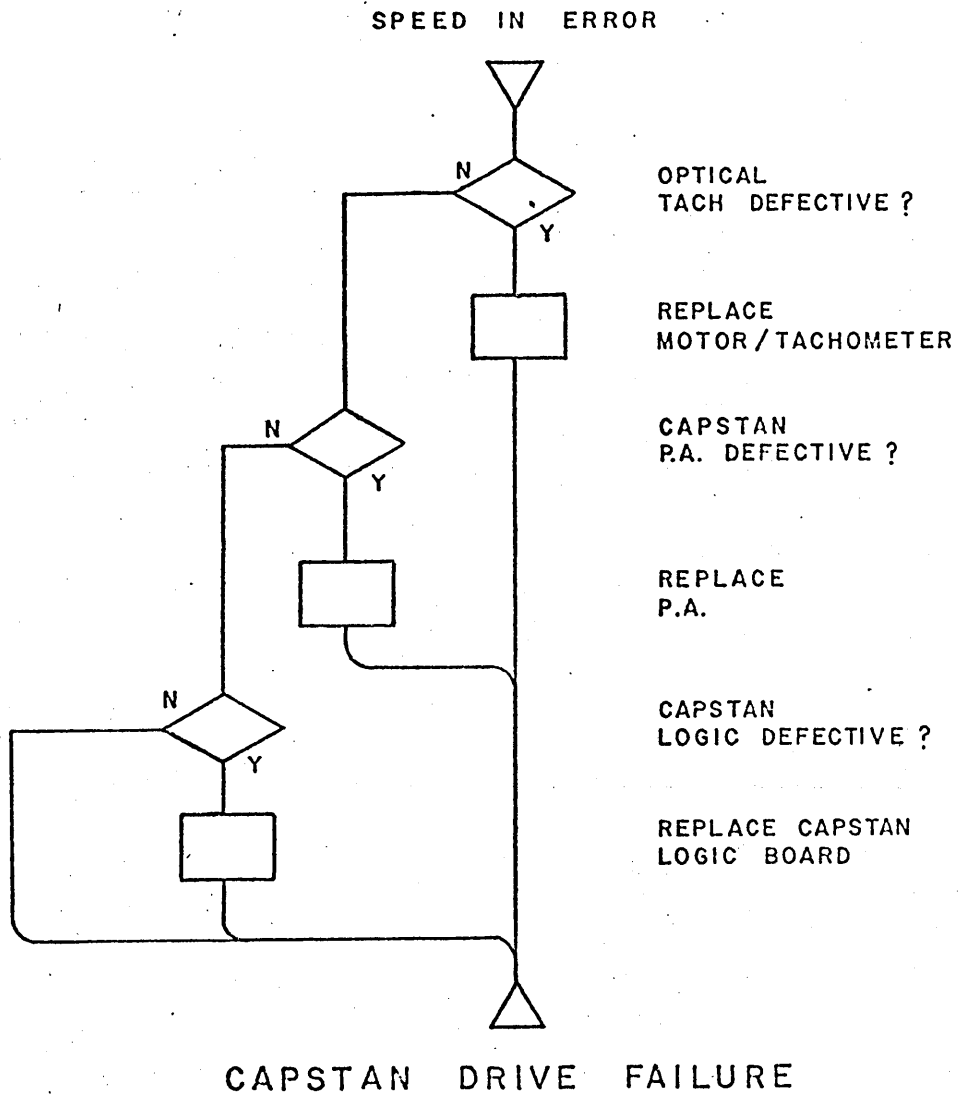 SPEED IN ERROR
N
OPTICAL
TACH DEFECTIVE ?
Y
REPLACE
MOTOR/TACHOMETER
N
CAPSTAN
P.A. DEFECTIVE ?
Y
REPLACE
P.A.
N
CAPSTAN
LOGIC DEFECTIVE ?
Y
REPLACE CAPSTAN
LOGIC BOARD
CAPSTAN DRIVE FAILURE